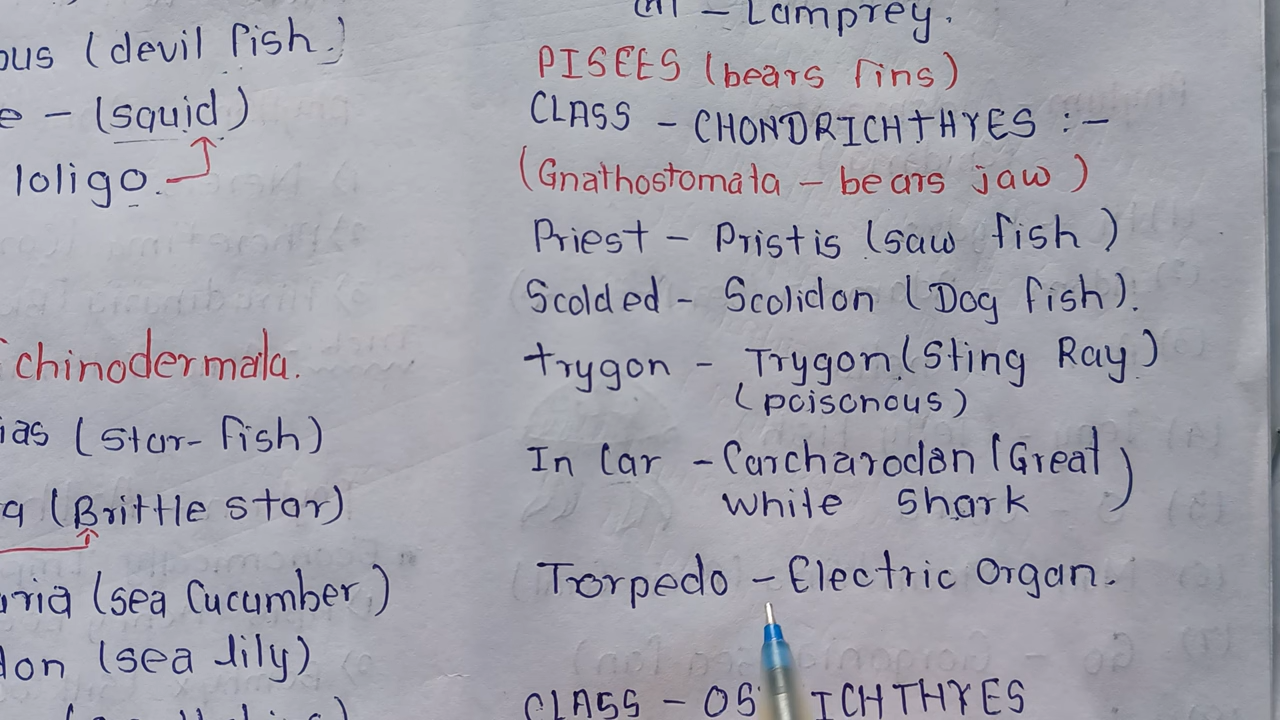 ous (devil fish.)
e - (squid)
loligo.
chinodermata.
ias (star-fish)
a (Brittle star)
uria (sea Cucumber)
don (sea lily)
- Lamprey.
PISEES (bears fins)
CLASS - CHONDRICHTHYES :-
(Gnathostomata - bears jaw)
Priest - Pristis (saw fish)
Scolded - Scolidon (Dog fish).
trygon - Trygon (Sting Ray)
(poisonous)
In Car - Carcharodon (Great
white Shark)
Torpedo - Electric Organ.
CLASS - OS ICHTHYES